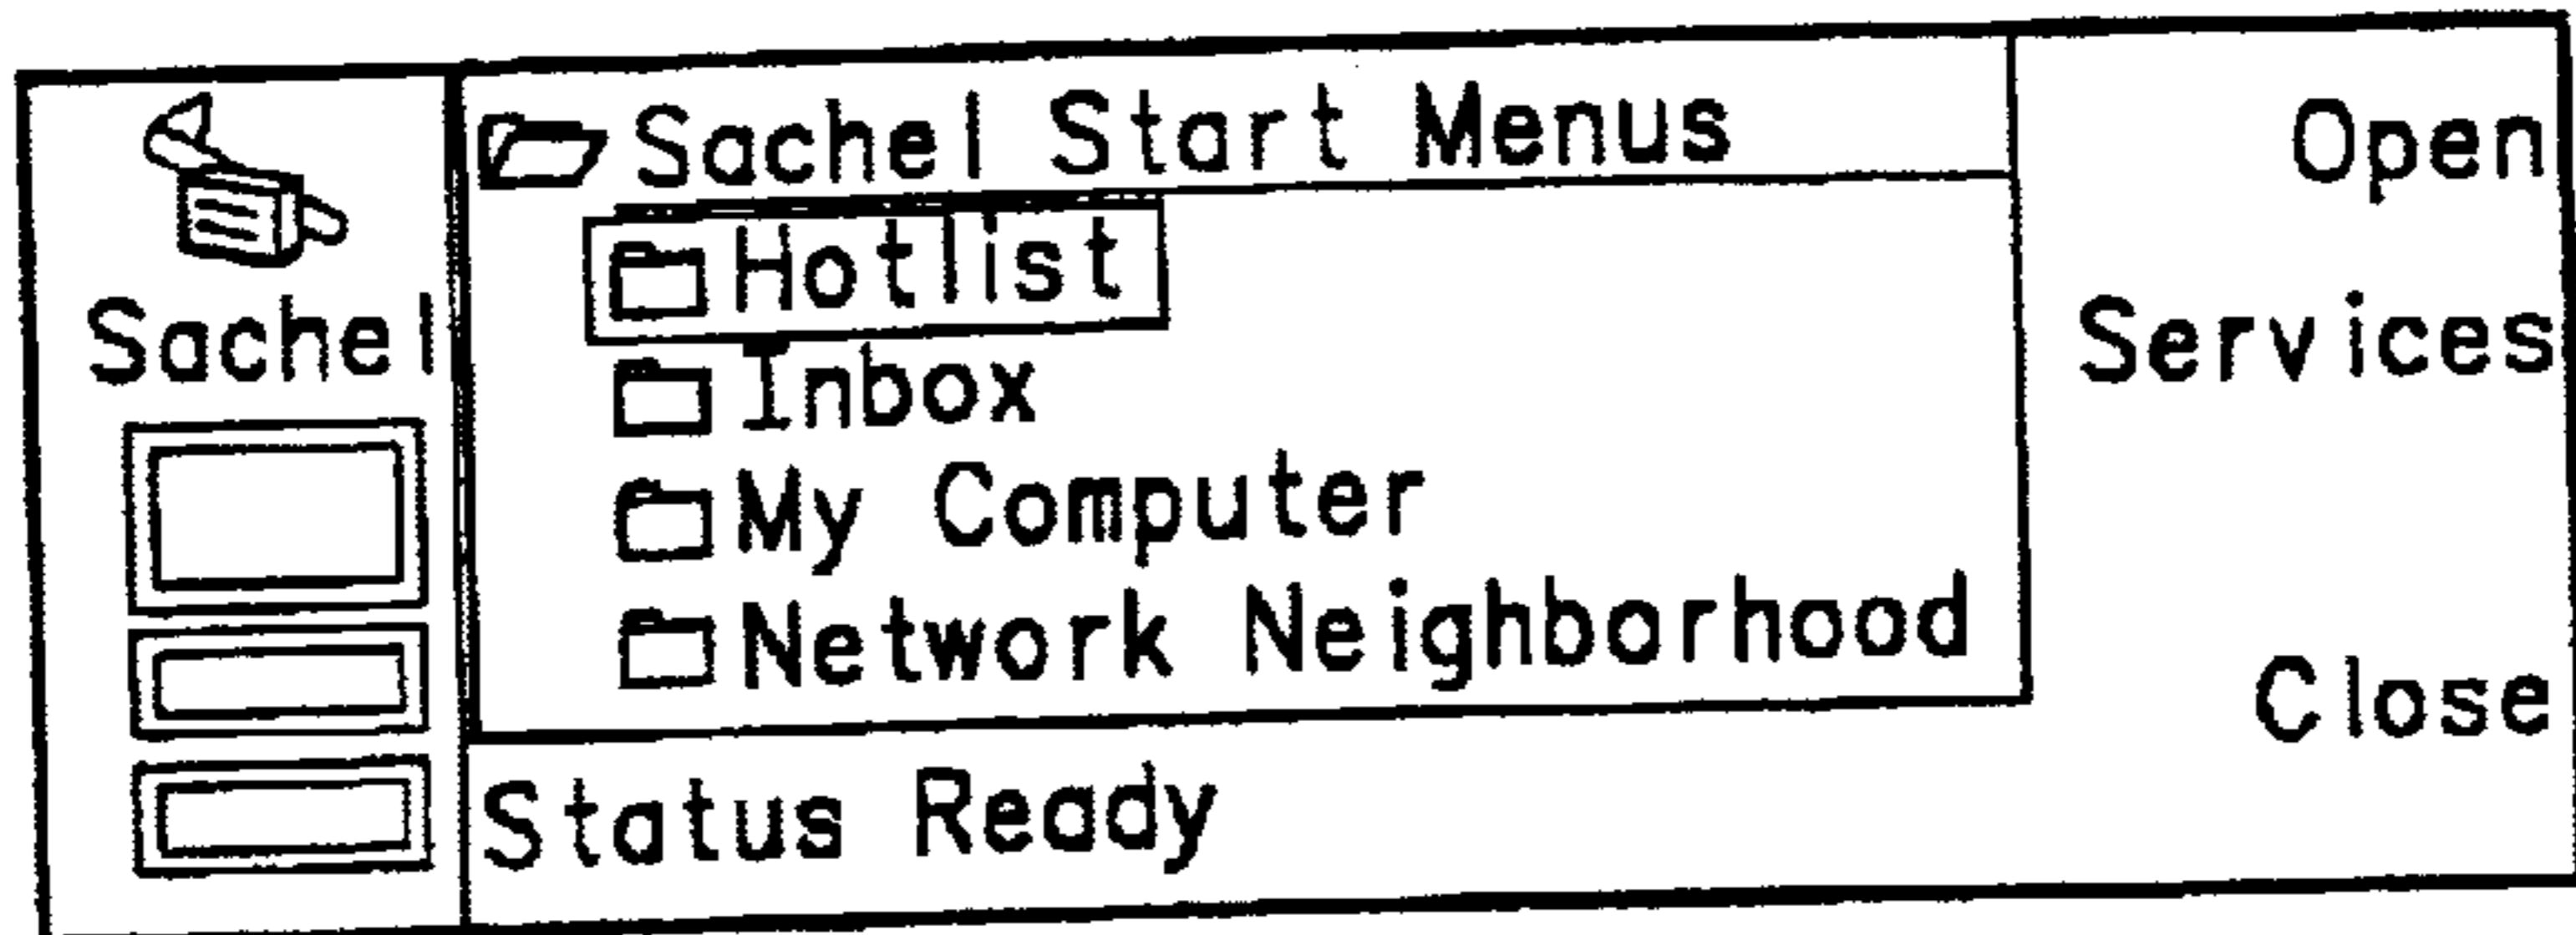 Sachel
Sachel Start Menus
Hotlist
Inbox
My Computer
Network Neighborhood
Status Ready
Open
Services
Close